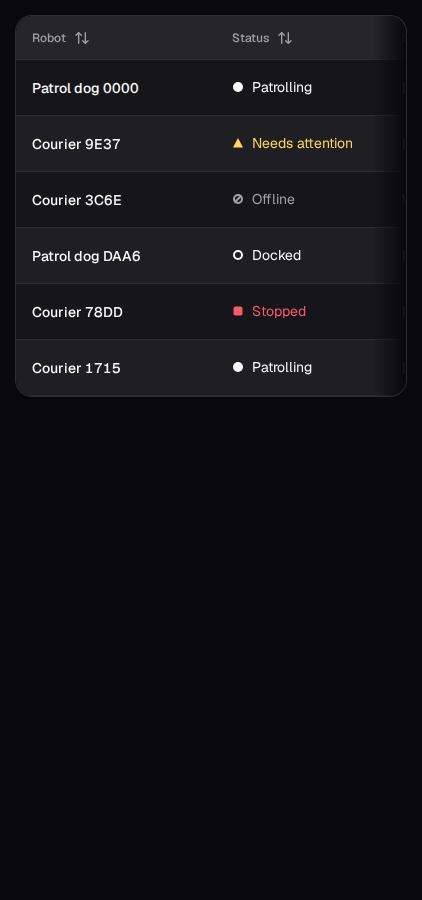 Robot Status
Patrol dog 0000 Patrolling
Courier 9E37 Needs attention
Courier 3C6E Offline
Patrol dog DAA6 Docked
Courier 78DD Stopped
Courier 1715 Patrolling